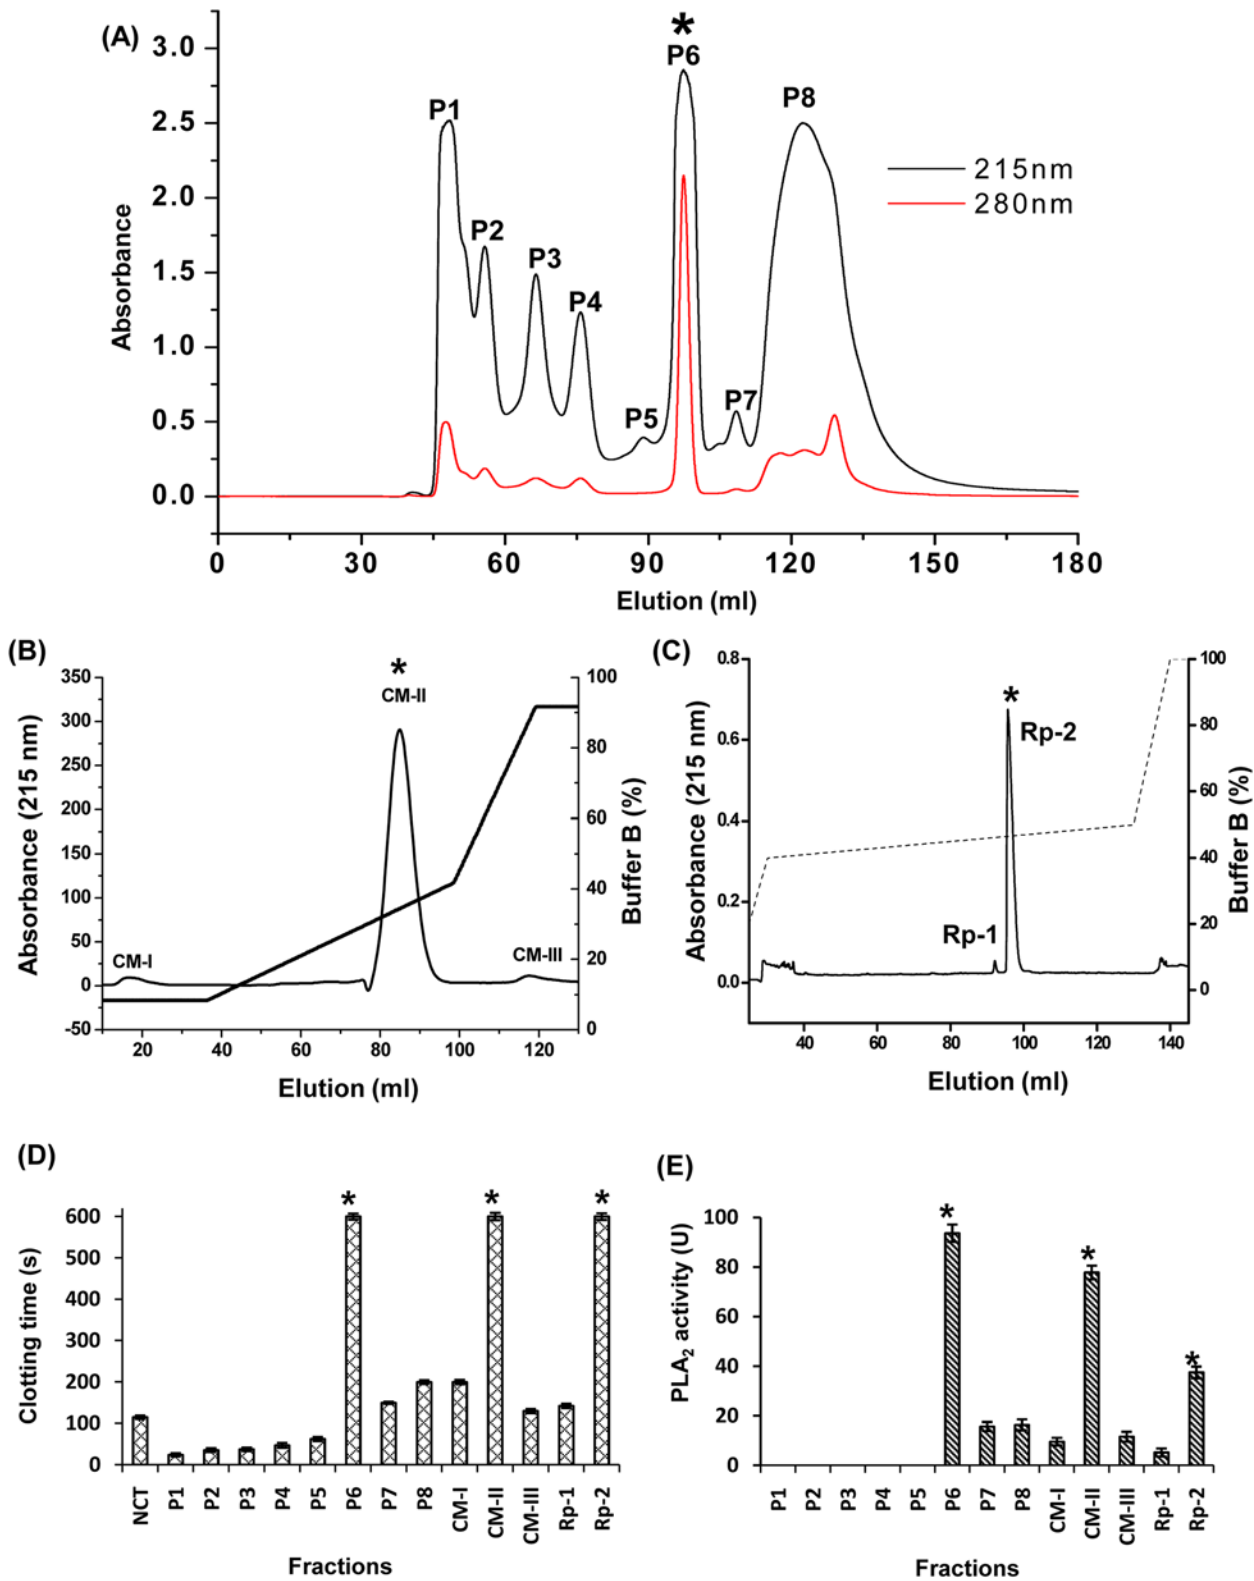 (A)
*
P6
P1
P2
P3
P4
P5
P7
P8
215nm
280nm
3.0
2.5
2.0
1.5
1.0
0.5
0.0
Absorbance
0 30 60 90 120 150 180
Elution (ml)
(B)
*
CM-II
CM-I
CM-III
350
300
250
200
150
100
50
0
-50
Absorbance (215 nm)
100
80
60
40
20
0
Buffer B (%)
20 40 60 80 100 120
Elution (ml)
(C)
*
Rp-2
Rp-1
0.8
0.6
0.4
0.2
0.0
Absorbance (215 nm)
100
80
60
40
20
0
Buffer B (%)
40 60 80 100 120 140
Elution (ml)
(D)
* * *
600
500
400
300
200
100
0
Clotting time (s)
NCT P1 P2 P3 P4 P5 P6 P7 P8 CM-I CM-II CM-III Rp-1 Rp-2
Fractions
(E)
* * *
100
80
60
40
20
0
PLA₂ activity (U)
P1 P2 P3 P4 P5 P6 P7 P8 CM-I CM-II CM-III Rp-1 Rp-2
Fractions